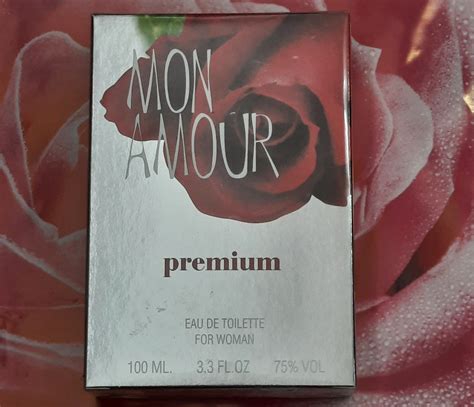 MON
AMOUR
premium
EAU DE TOILETTE
FOR WOMAN
100 ML. 3.3 FL.OZ 75% VOL